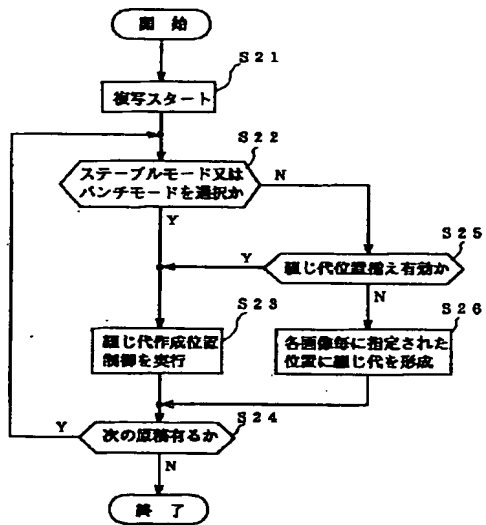 開 始
S21
複写スタート
S22
ステープルモード又は
パンチモードを選択か
N
Y
S25
綴じ代位置揃え有効か
Y
N
S23
綴じ代作成位置
制御を実行
S26
各画像毎に指定された
位置に綴じ代を形成
S24
次の原稿有るか
Y
N
終 了